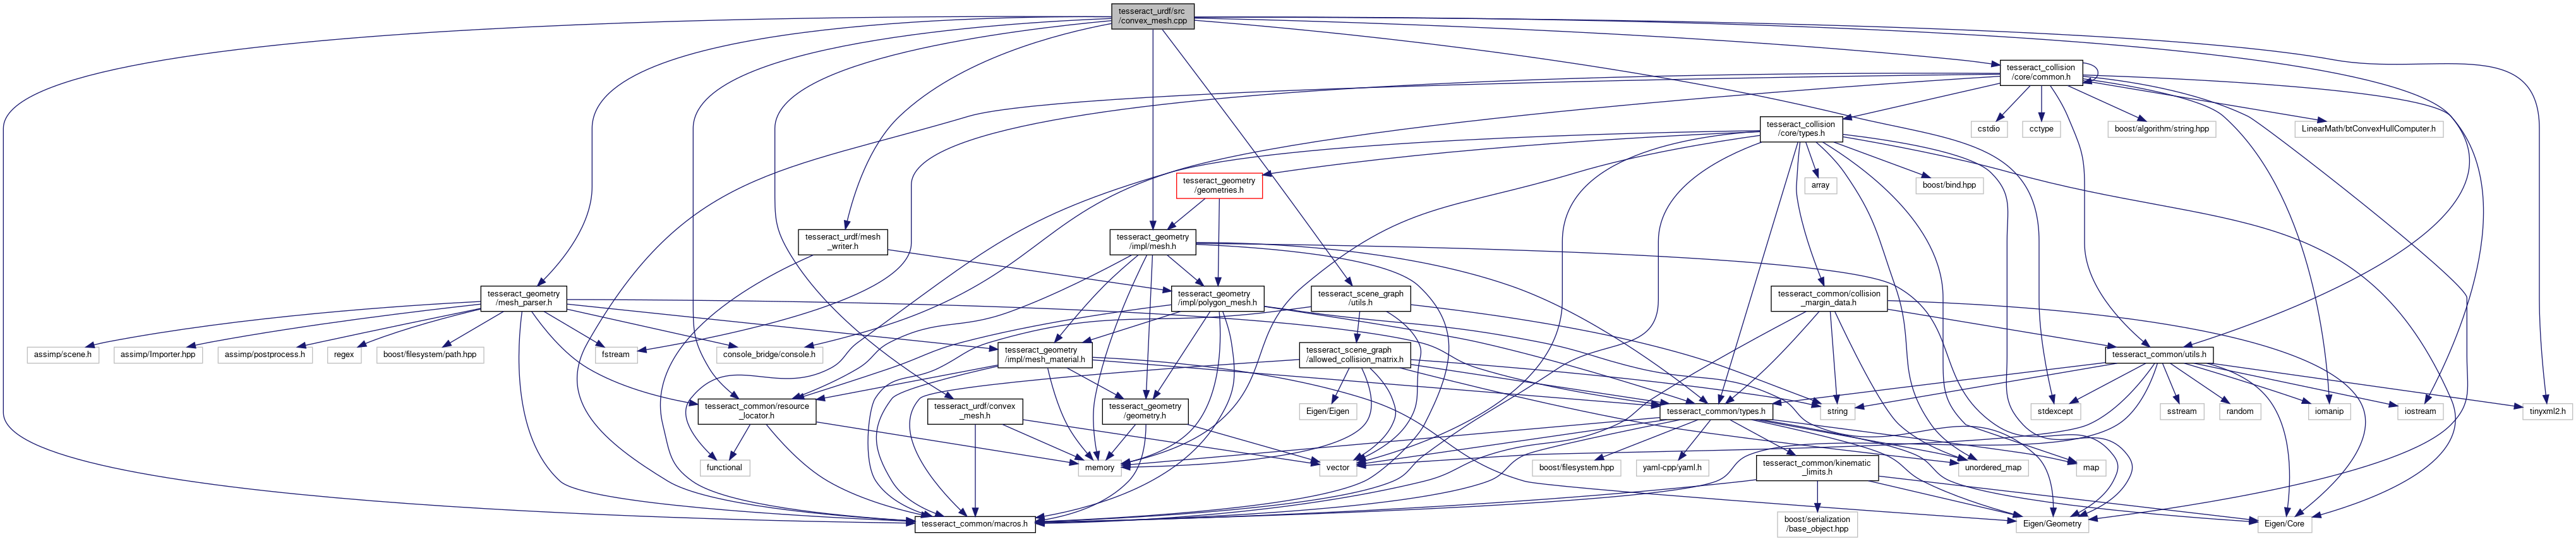 tesseract_urdf/src
/convex_mesh.cpp
tesseract_collision
/core/common.h
tesseract_collision
/core/types.h
cstdio
cctype
boost/algorithm/string.hpp
LinearMath/btConvexHullComputer.h
tesseract_geometry
/geometries.h
array
boost/bind.hpp
tesseract_urdf/mesh
_writer.h
tesseract_geometry
/impl/mesh.h
tesseract_geometry
/mesh_parser.h
tesseract_geometry
/impl/polygon_mesh.h
tesseract_scene_graph
/utils.h
tesseract_common/collision
_margin_data.h
assimp/scene.h
assimp/Importer.hpp
assimp/postprocess.h
regex
boost/filesystem/path.hpp
fstream
console_bridge/console.h
tesseract_geometry
/impl/mesh_material.h
tesseract_scene_graph
/allowed_collision_matrix.h
tesseract_common/utils.h
tesseract_common/resource
_locator.h
tesseract_urdf/convex
_mesh.h
tesseract_geometry
/geometry.h
Eigen/Eigen
tesseract_common/types.h
string
stdexcept
sstream
random
iomanip
iostream
tinyxml2.h
functional
memory
vector
boost/filesystem.hpp
yaml-cpp/yaml.h
tesseract_common/kinematic
_limits.h
unordered_map
map
tesseract_common/macros.h
boost/serialization
/base_object.hpp
Eigen/Geometry
Eigen/Core